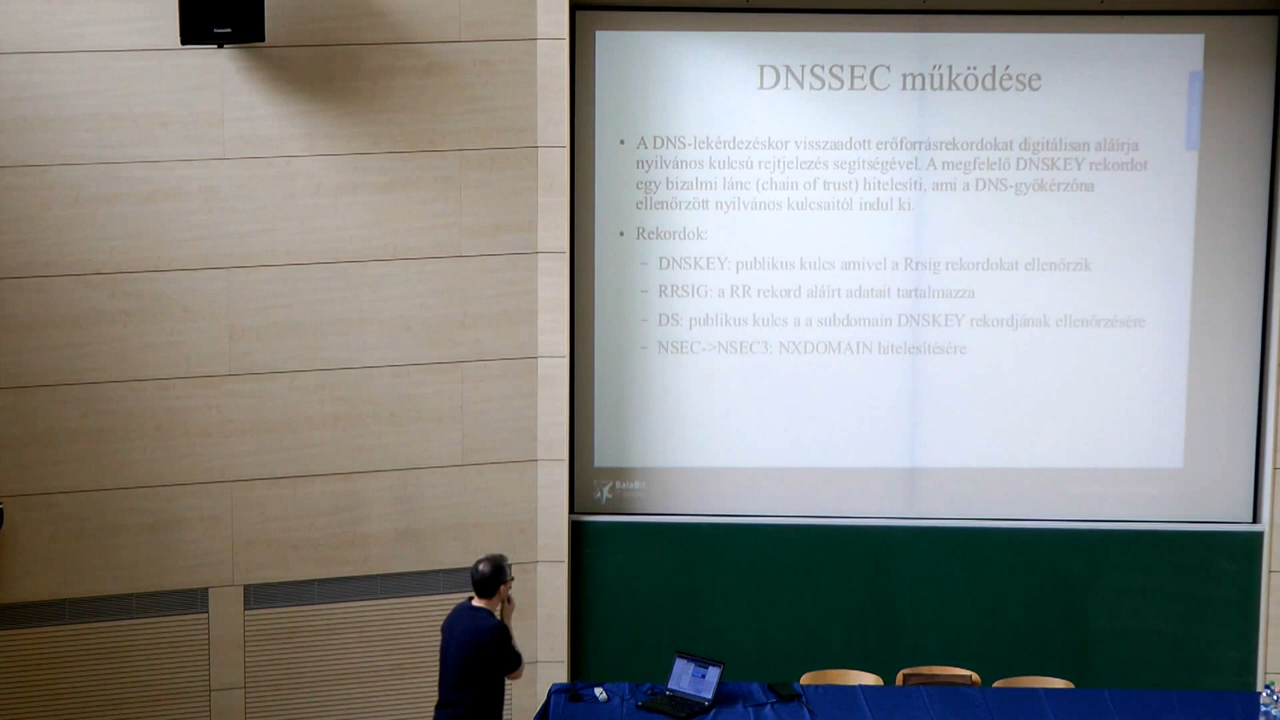 DNSSEC működése
• A DNS-lekérdezéskor visszaadott erőforrásrekordokat digitálisan aláírja
nyilvános kulcsú rejtjelezés segítségével. A megfelelő DNSKEY rekordot
egy bizalmi lánc (chain of trust) hitelesíti, ami a DNS-gyökérzóna
ellenőrzött nyilvános kulcsaitól indul ki.
• Rekordok:
– DNSKEY: publikus kulcs amivel a Rrsig rekordokat ellenőrzik
– RRSIG: a RR rekord aláírt adatait tartalmazza
– DS: publikus kulcs a a subdomain DNSKEY rekordjának ellenőrzésére
– NSEC->NSEC3: NXDOMAIN hitelesítésére
BalaBit